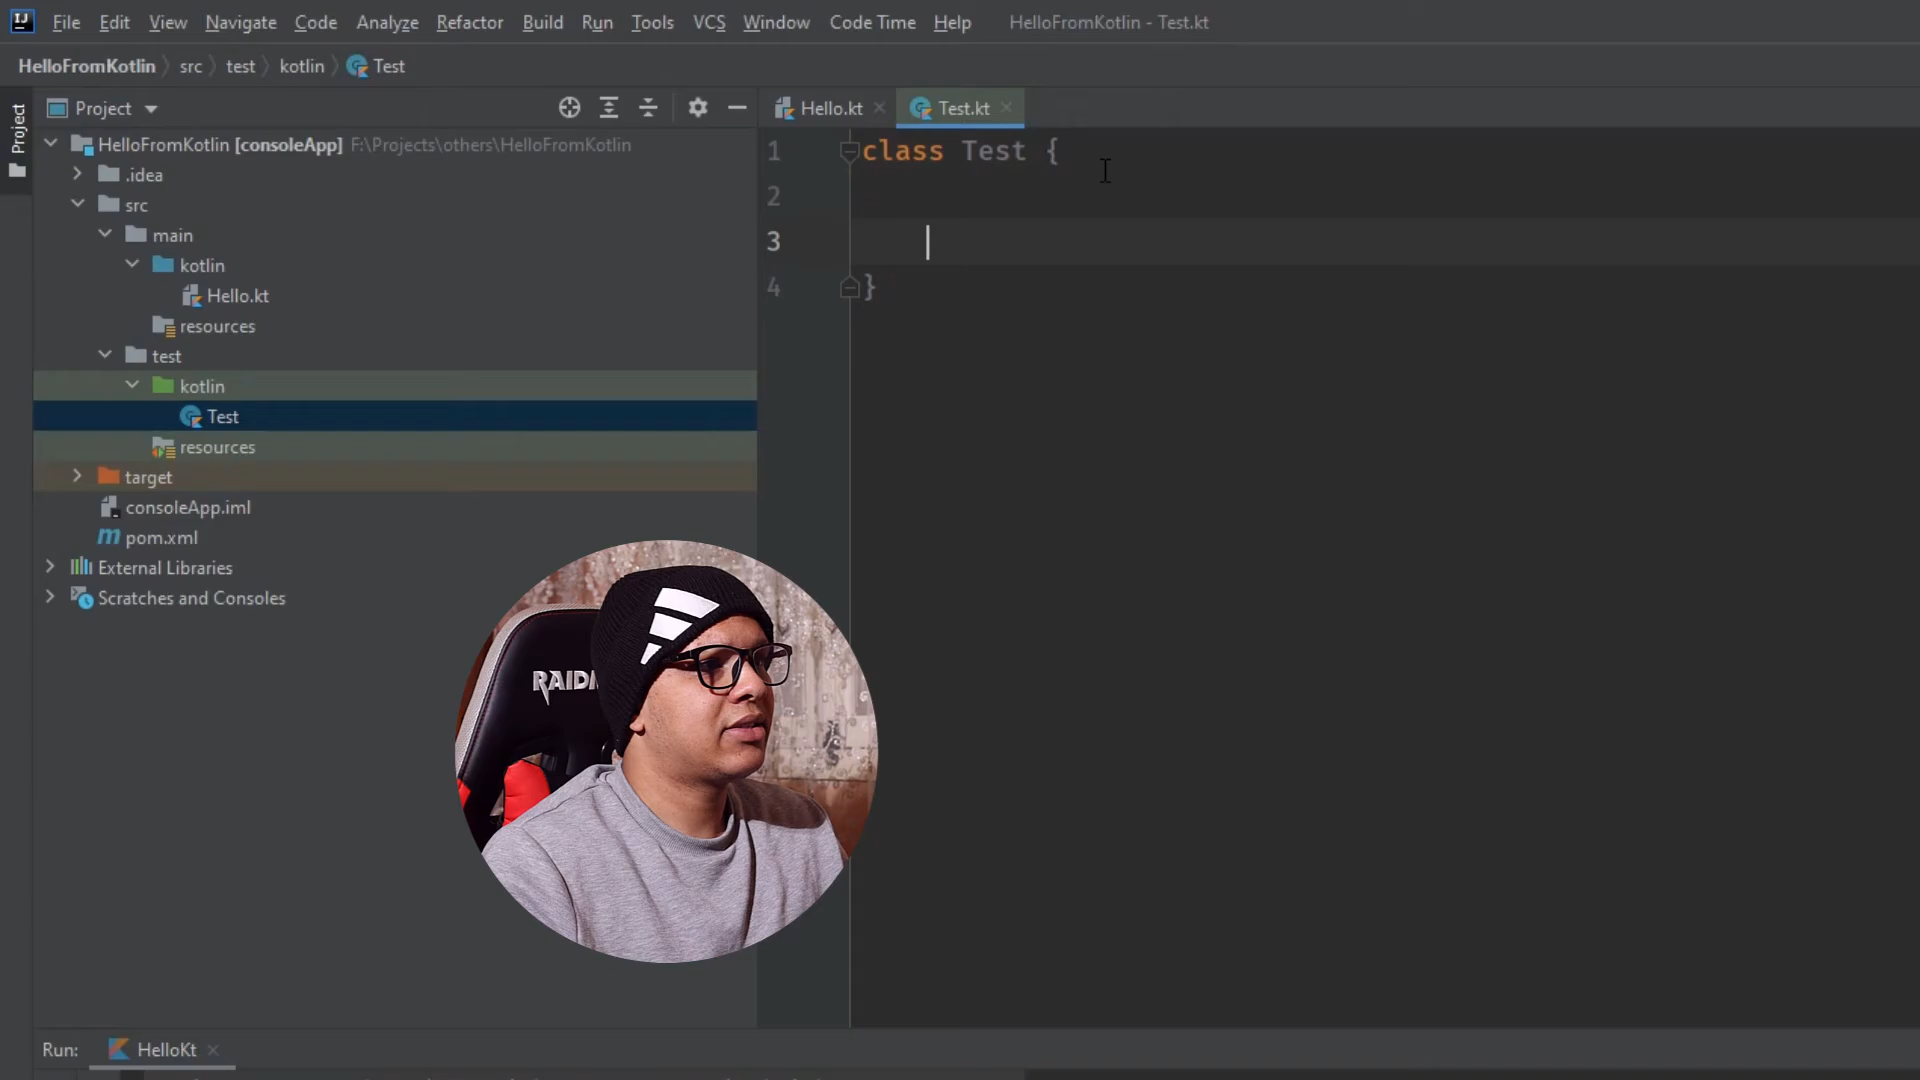 File Edit View Navigate Code Analyze Refactor Build Run Tools VCS Window Code Time Help HelloFromKotlin - Test.kt
HelloFromKotlin src test kotlin Test
Project
Project
Hello.kt
Test.kt
HelloFromKotlin [consoleApp] F:\Projects\others\HelloFromKotlin
.idea
src
main
kotlin
Hello.kt
resources
test
kotlin
Test
resources
target
consoleApp.iml
pom.xml
External Libraries
Scratches and Consoles
1 class Test {
2
3
4 }
Run: HelloKt